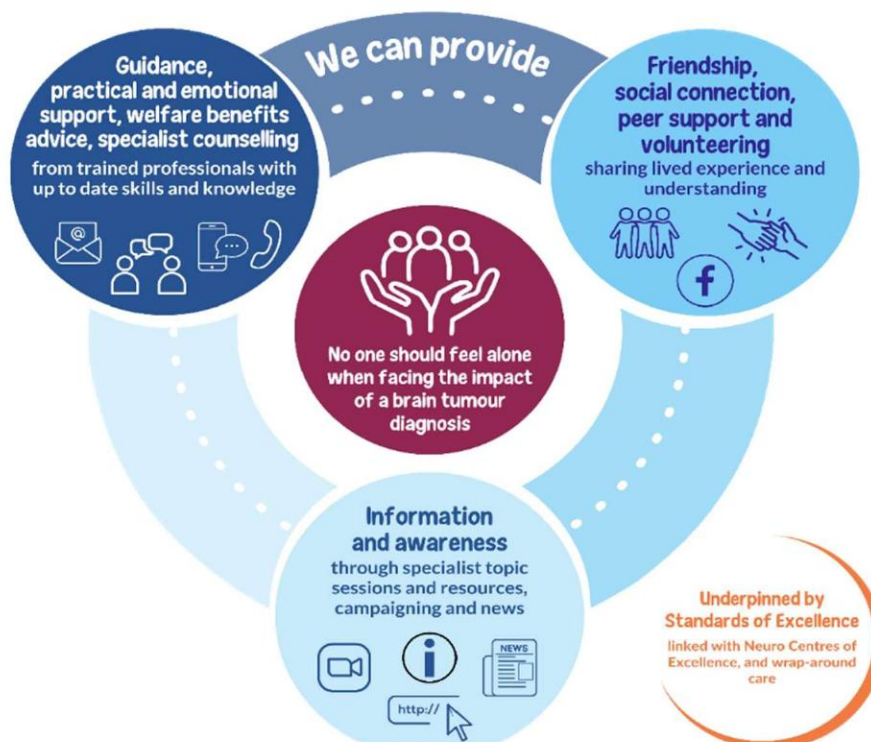 We can provide
Guidance,
practical and emotional
support, welfare benefits
advice, specialist counselling
from trained professionals with
up to date skills and knowledge
@
Friendship,
social connection,
peer support and
volunteering
sharing lived experience and
understanding
f
No one should feel alone
when facing the impact
of a brain tumour
diagnosis
Information
and awareness
through specialist topic
sessions and resources,
campaigning and news
i
NEWS
http://
Underpinned by
Standards of Excellence
linked with Neuro Centres of
Excellence, and wrap-around
care